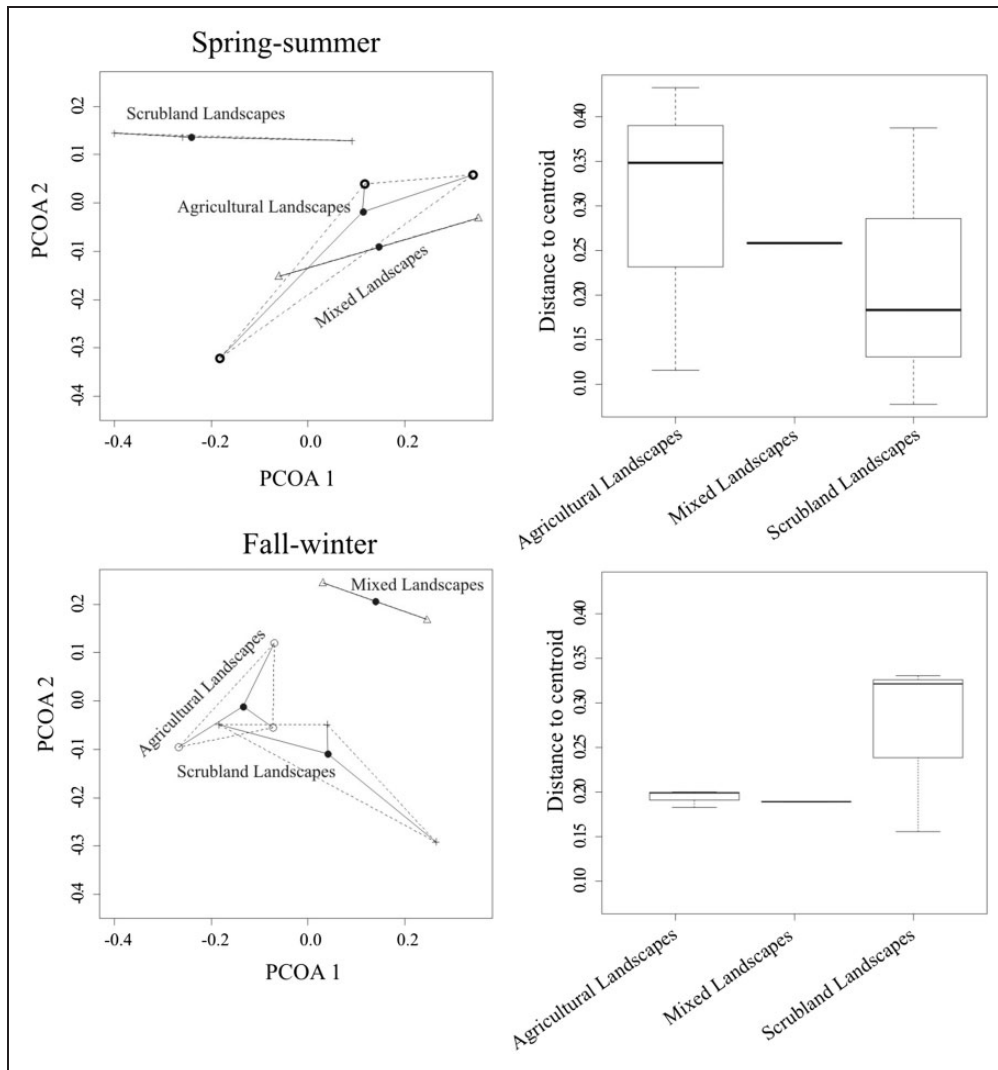 Spring-summer
0.2
0.1
0.0
-0.1
-0.2
-0.3
-0.4
PCOA 2
Scrubland Landscapes
Agricultural Landscapes
Mixed Landscapes
-0.4
-0.2
0.0
0.2
PCOA 1
0.40
0.35
0.30
0.25
0.20
0.15
0.10
Distance to centroid
Agricultural Landscapes
Mixed Landscapes
Scrubland Landscapes
Fall-winter
0.2
0.1
0.0
-0.1
-0.2
-0.3
-0.4
PCOA 2
Mixed Landscapes
Agricultural Landscapes
Scrubland Landscapes
-0.4
-0.2
0.0
0.2
PCOA 1
0.40
0.35
0.30
0.25
0.20
0.15
0.10
Distance to centroid
Agricultural Landscapes
Mixed Landscapes
Scrubland Landscapes